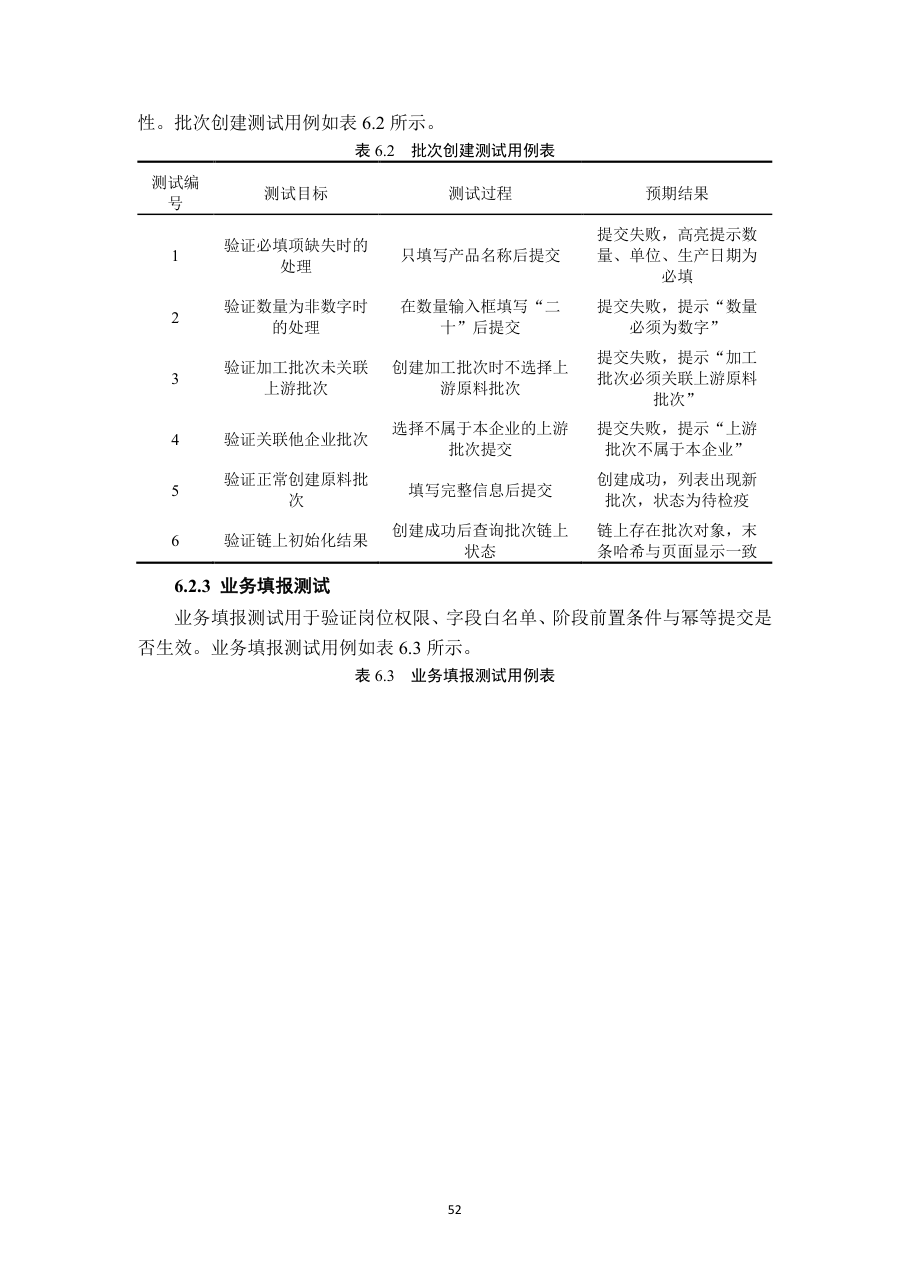 性。批次创建测试用例如表 6.2 所示。
表 6.2　批次创建测试用例表
测试编号　测试目标　测试过程　预期结果
1　验证必填项缺失时的处理　只填写产品名称后提交　提交失败，高亮提示数量、单位、生产日期为必填
2　验证数量为非数字时的处理　在数量输入框填写“二十”后提交　提交失败，提示“数量必须为数字”
3　验证加工批次未关联上游批次　创建加工批次时不选择上游原料批次　提交失败，提示“加工批次必须关联上游原料批次”
4　验证关联他企业批次　选择不属于本企业的上游批次提交　提交失败，提示“上游批次不属于本企业”
5　验证正常创建原料批次　填写完整信息后提交　创建成功，列表出现新批次，状态为待检疫
6　验证链上初始化结果　创建成功后查询批次链上状态　链上存在批次对象，末条哈希与页面显示一致
6.2.3 业务填报测试
业务填报测试用于验证岗位权限、字段白名单、阶段前置条件与幂等提交是
否生效。业务填报测试用例如表 6.3 所示。
表 6.3　业务填报测试用例表
52